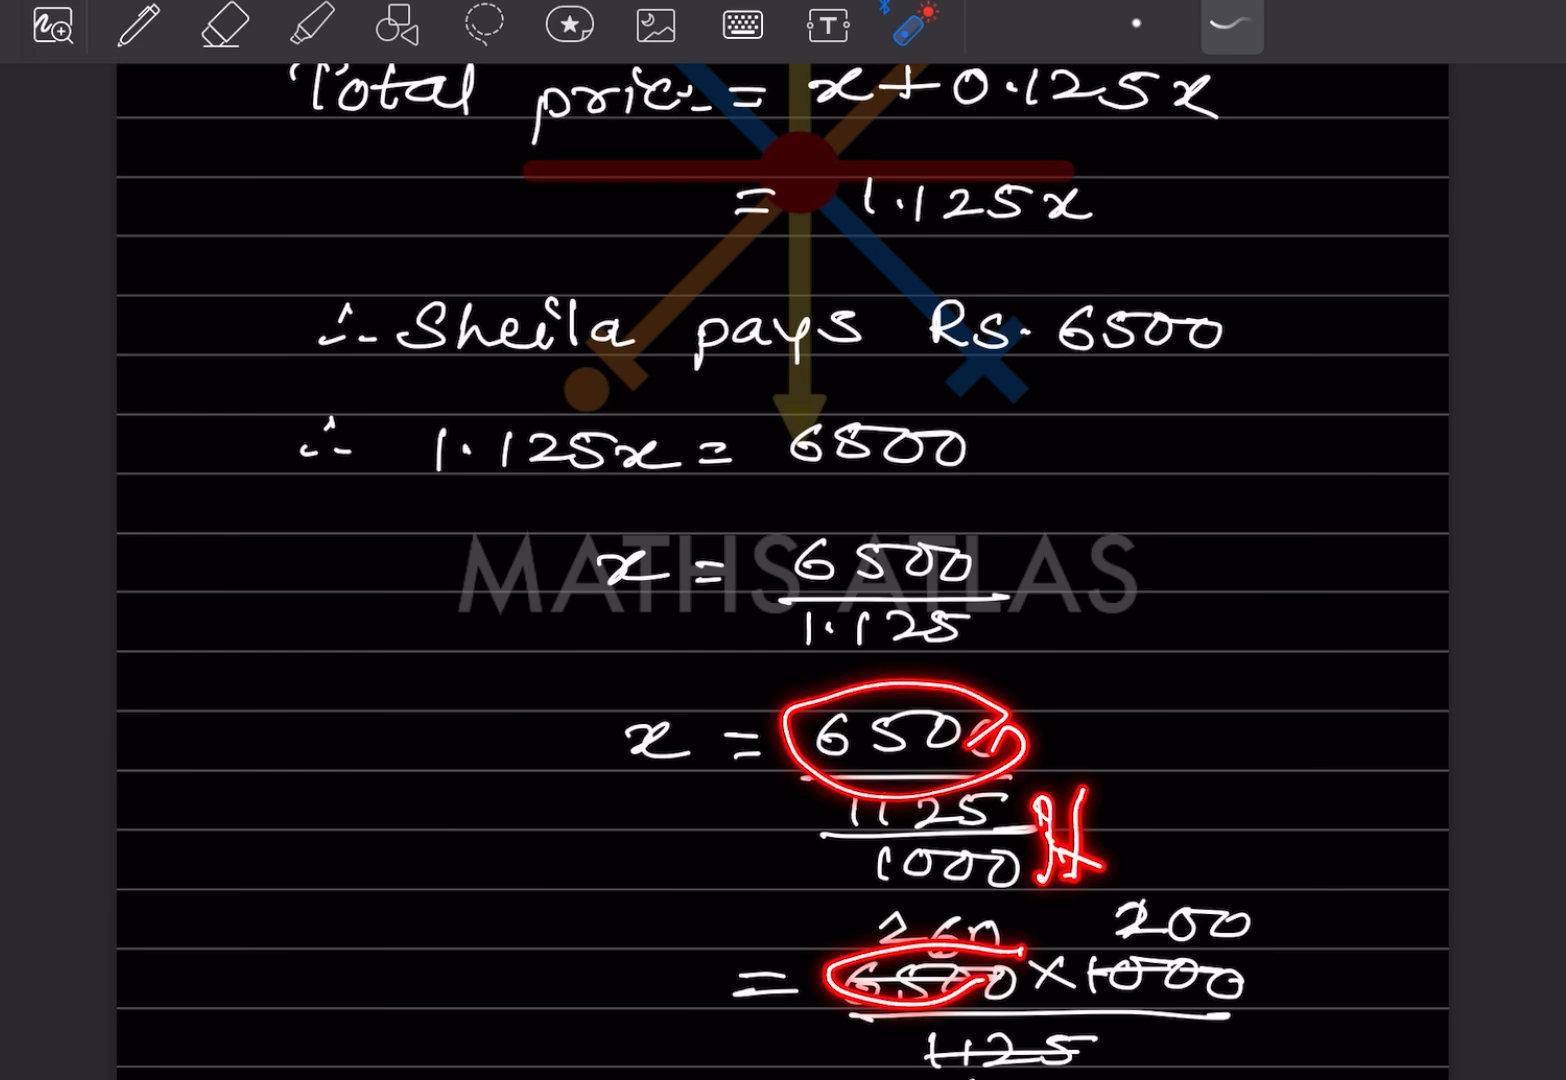 Total price = x + 0.125x
= 1.125x
∴ Sheila pays Rs. 6500
∴ 1.125x = 6500
MATHS ATLAS
x = 6500
1.125
x = 6500
1125
1000
260 200
= 6500 × 1000
1125